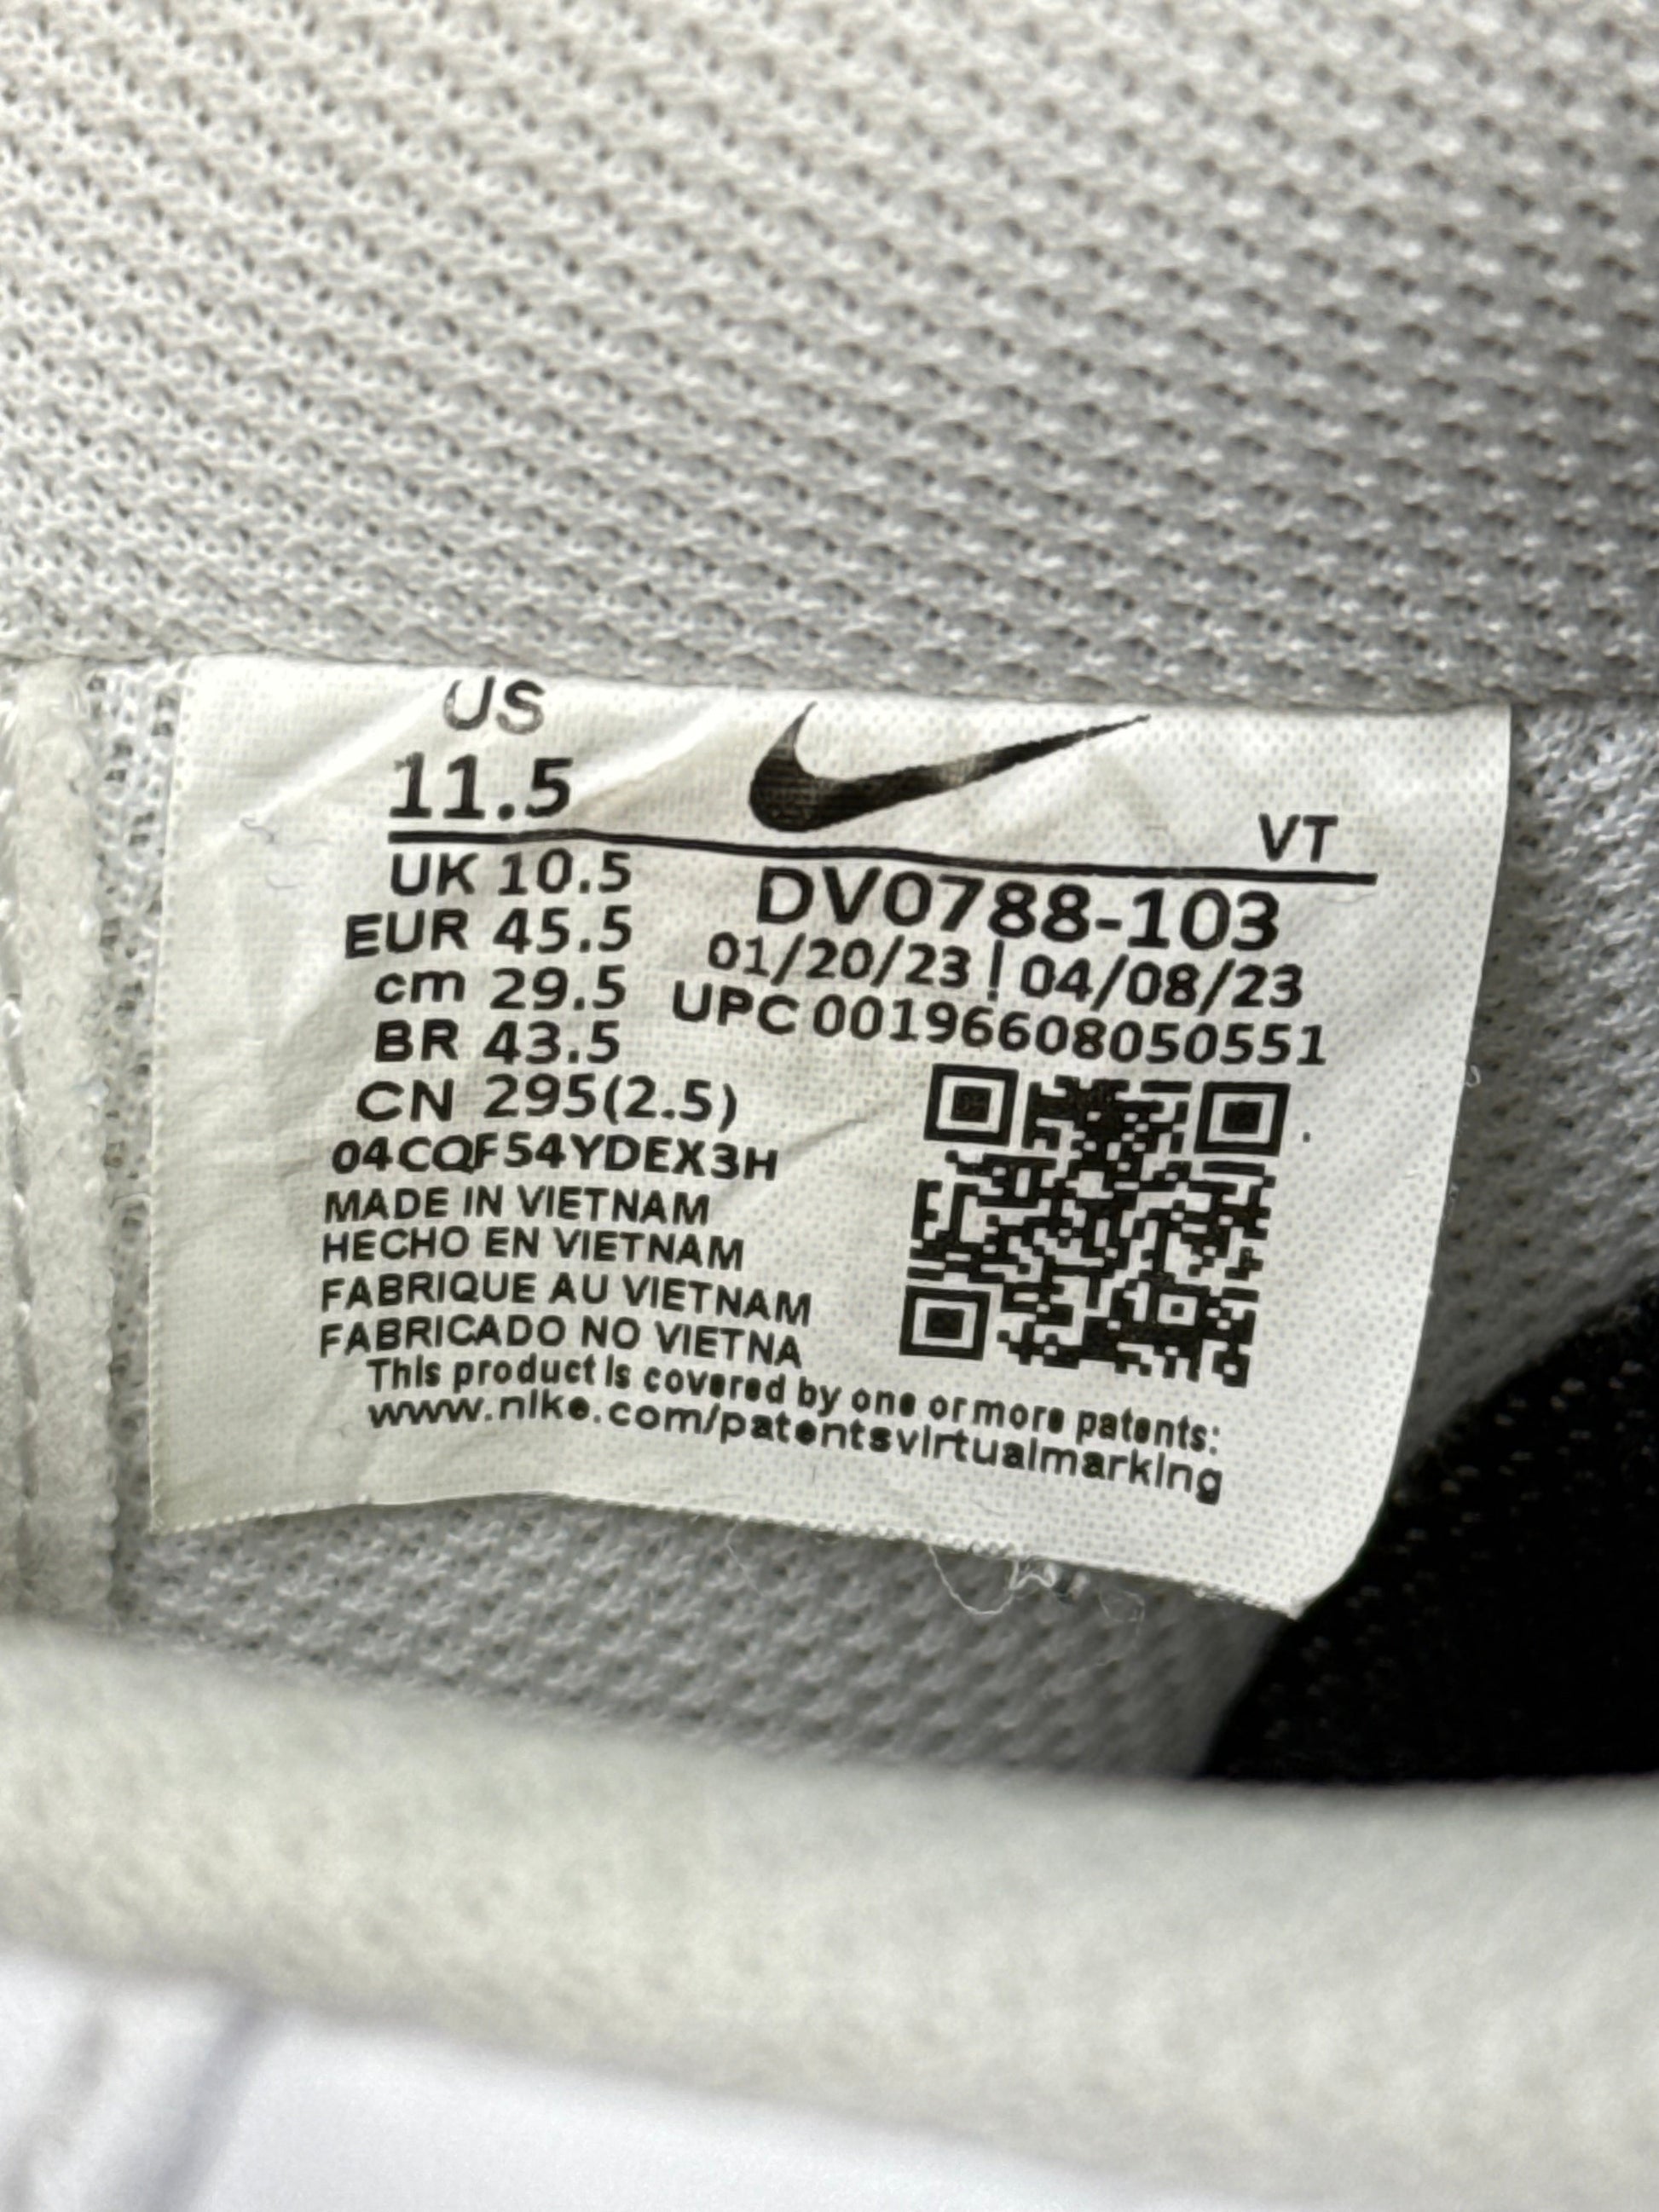 US
11.5
VT
UK 10.5
EUR 45.5
cm 29.5
BR 43.5
CN 295(2.5)
DV0788-103
01/20/23 | 04/08/23
UPC 00196608050551
04CQF54YDEX3H
MADE IN VIETNAM
HECHO EN VIETNAM
FABRIQUE AU VIETNAM
FABRICADO NO VIETNA
This product is covered by one or more patents:
www.nike.com/patentsvirtualmarking